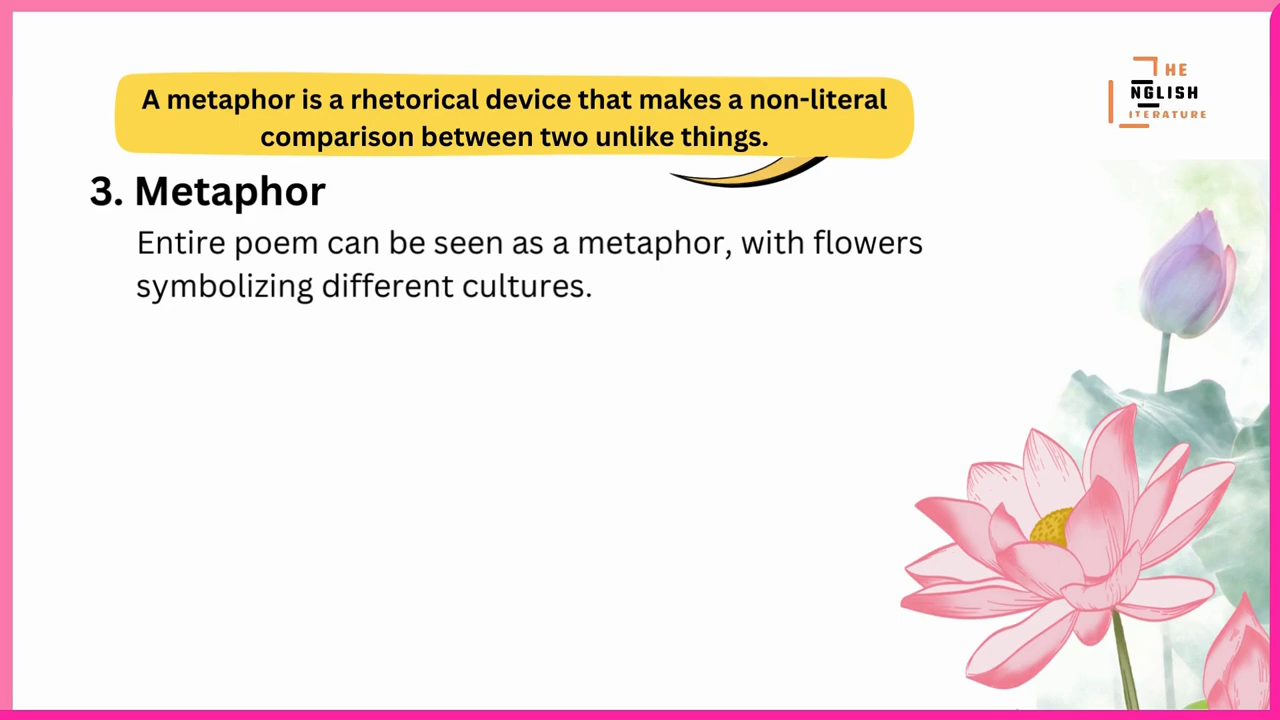 A metaphor is a rhetorical device that makes a non-literal
comparison between two unlike things.
HE
NGLISH
ITERATURE
3. Metaphor
Entire poem can be seen as a metaphor, with flowers
symbolizing different cultures.